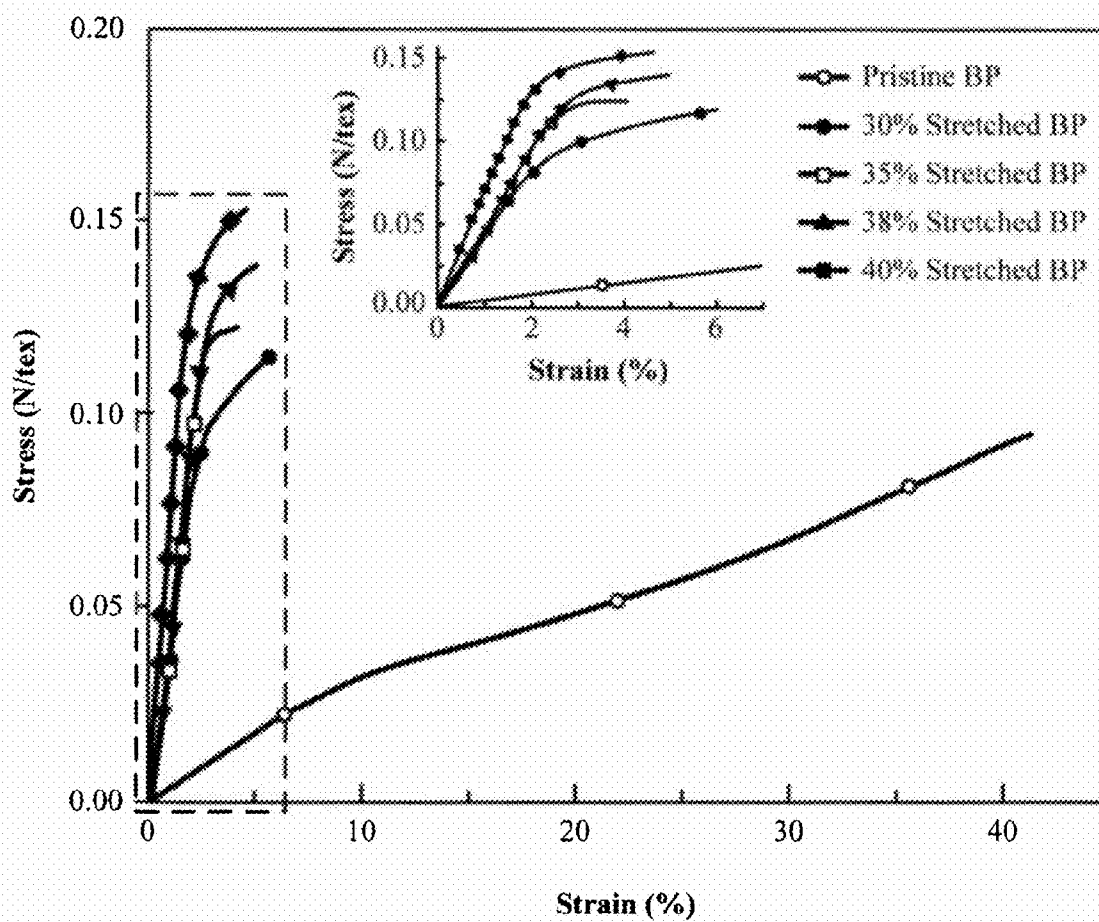 0.20
0.15
0.10
0.05
0.00
Stress (N/tex)
0
10
20
30
40
Strain (%)
0.15
0.10
0.05
0.00
Stress (N/tex)
0
2
4
6
Strain (%)
Pristine BP
30% Stretched BP
35% Stretched BP
38% Stretched BP
40% Stretched BP